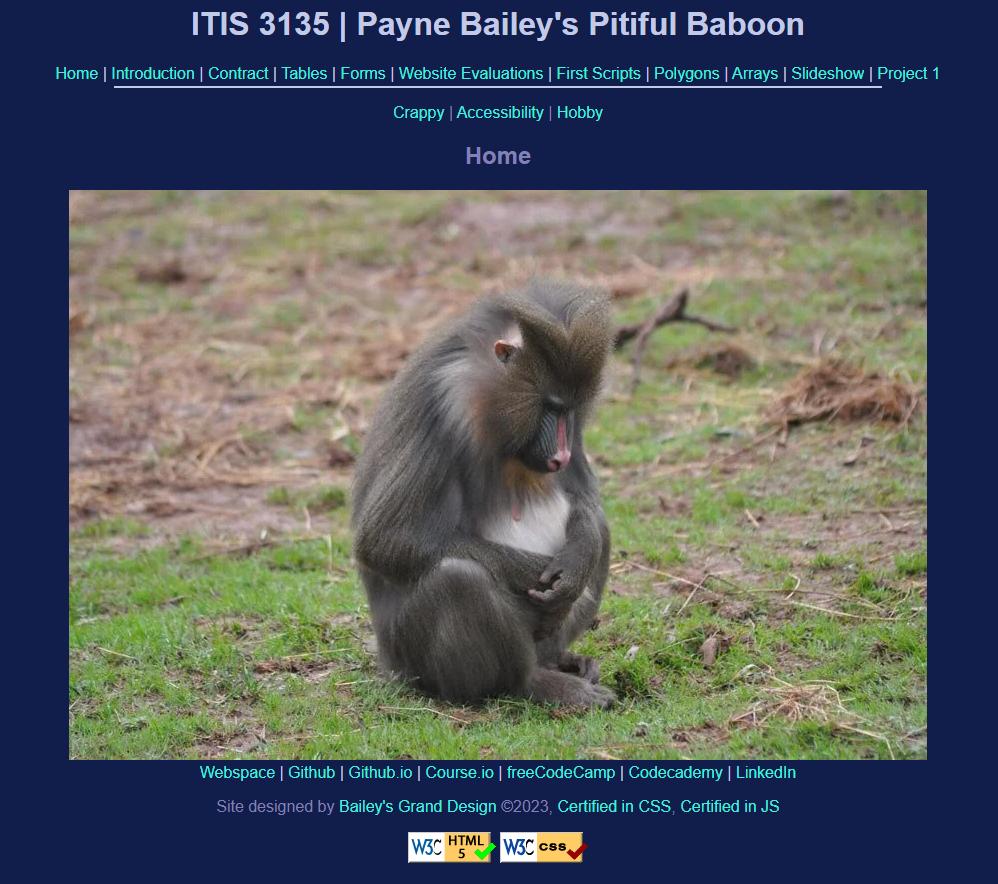 ITIS 3135 | Payne Bailey's Pitiful Baboon
Home | Introduction | Contract | Tables | Forms | Website Evaluations | First Scripts | Polygons | Arrays | Slideshow | Project 1
Crappy | Accessibility | Hobby
Home
Webspace | Github | Github.io | Course.io | freeCodeCamp | Codecademy | LinkedIn
Site designed by Bailey's Grand Design ©2023, Certified in CSS, Certified in JS
W3C HTML 5 W3C css